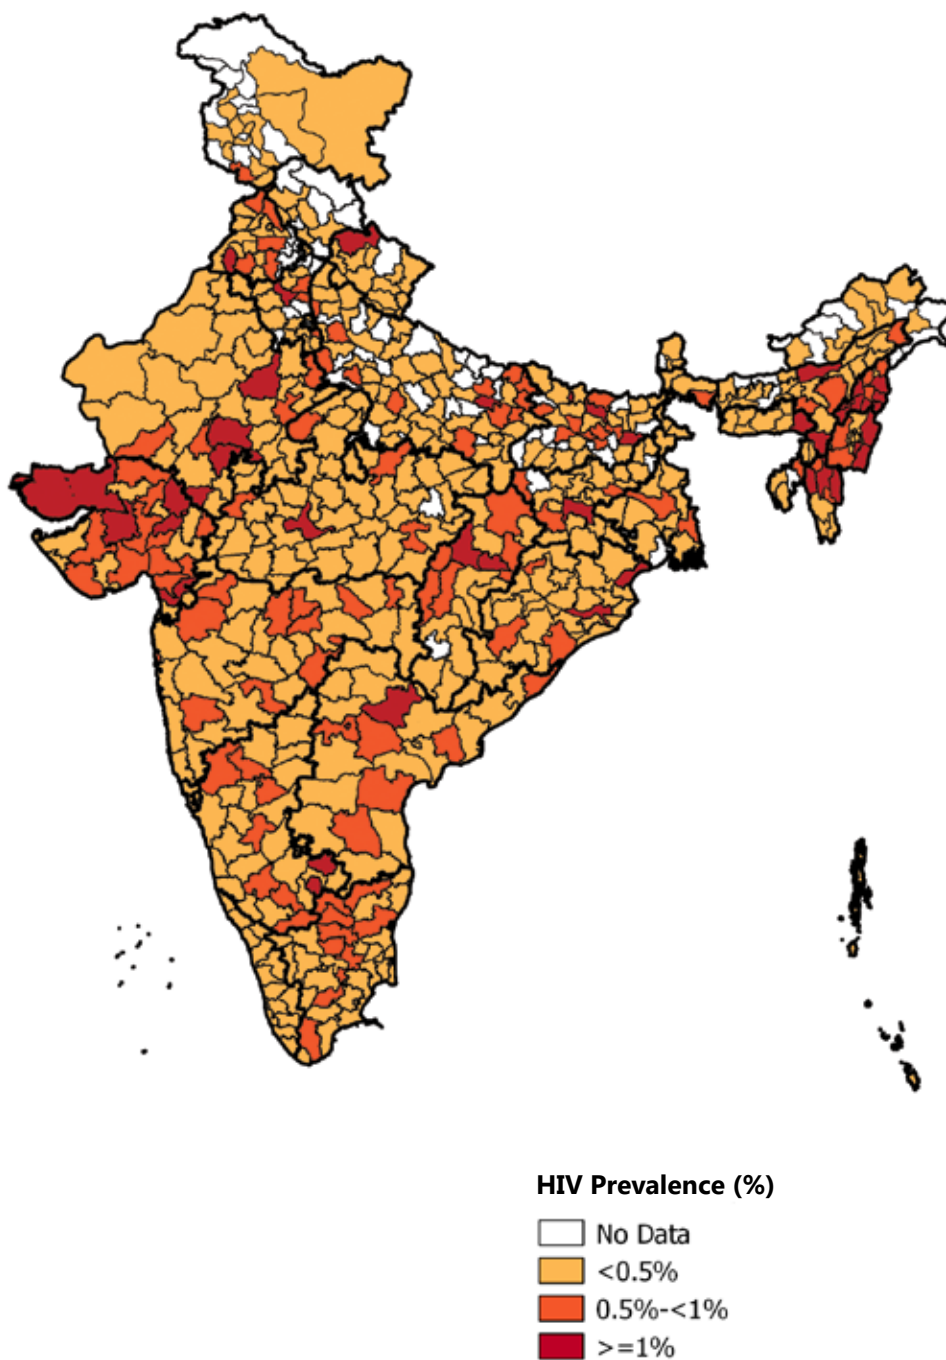 HIV Prevalence (%)
No Data
<0.5%
0.5%-<1%
>=1%